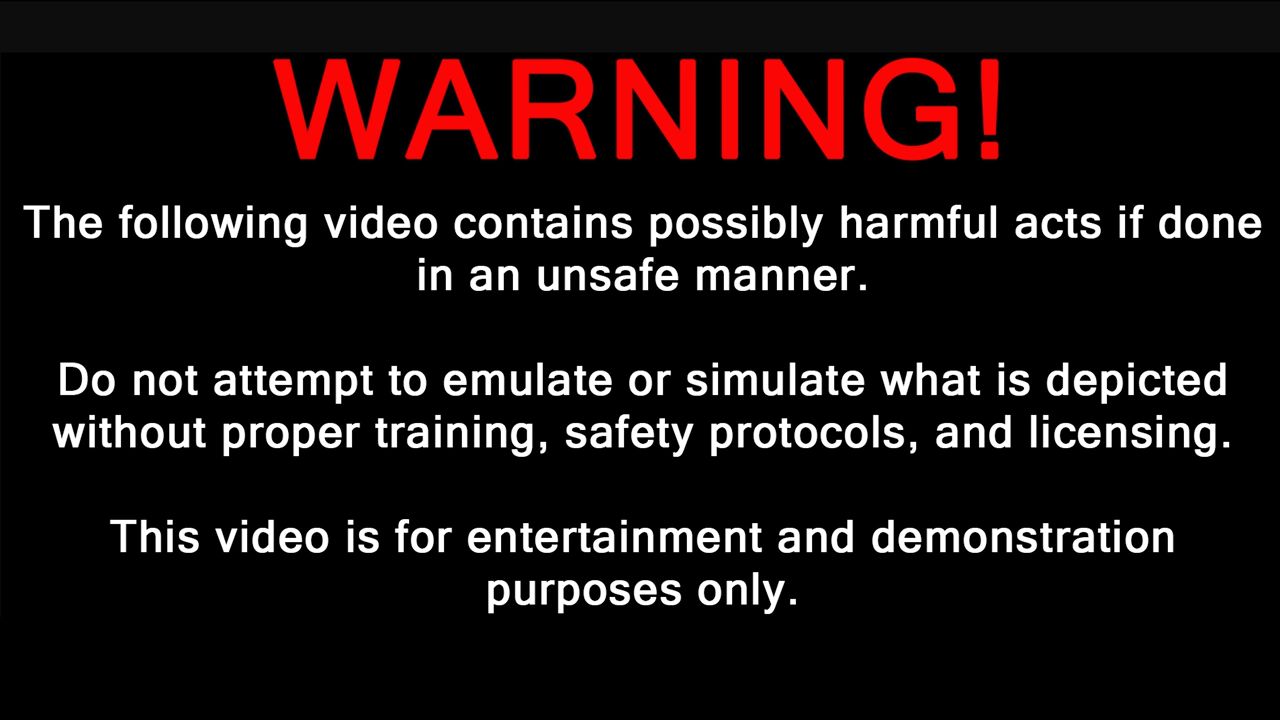 WARNING!
The following video contains possibly harmful acts if done
in an unsafe manner.
Do not attempt to emulate or simulate what is depicted
without proper training, safety protocols, and licensing.
This video is for entertainment and demonstration
purposes only.